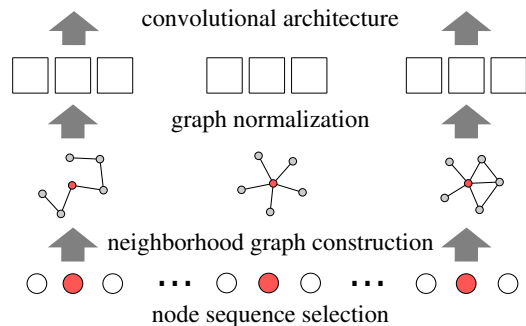 convolutional architecture
graph normalization
neighborhood graph construction
... ...
node sequence selection